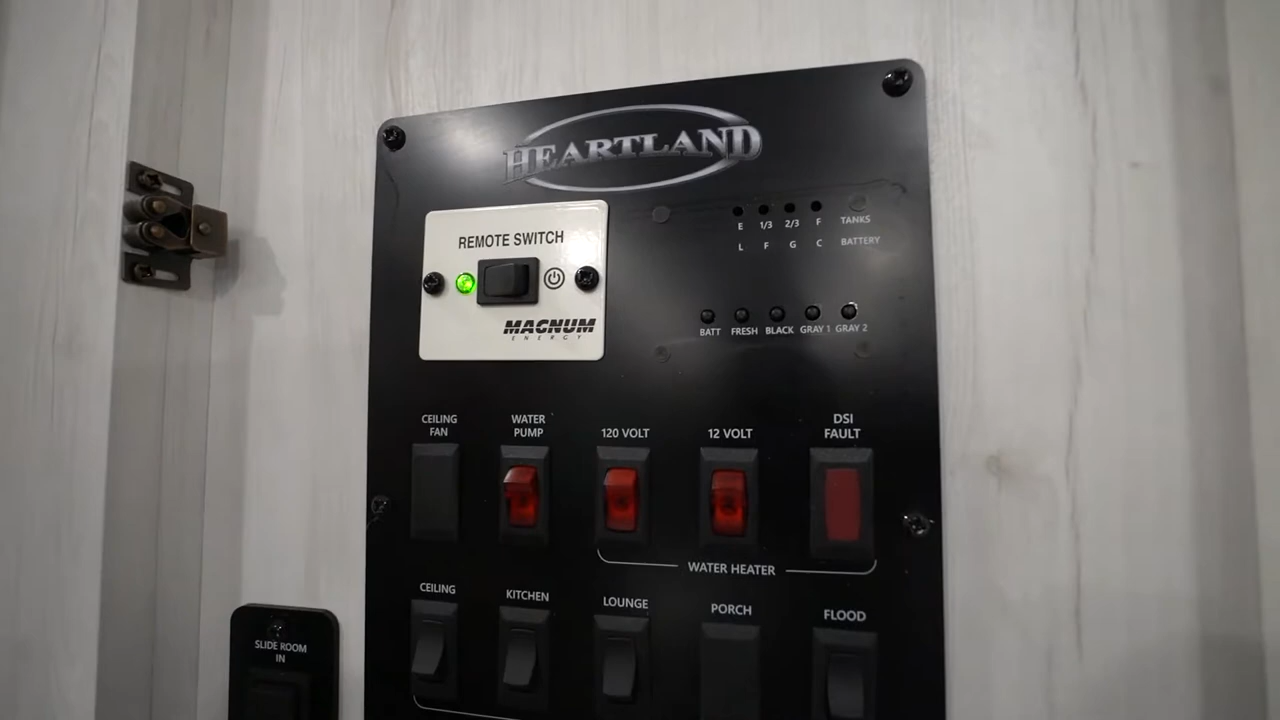 HEARTLAND
REMOTE SWITCH
MAGNUM
ENERGY
E 1/3 2/3 F TANKS
L F G C BATTERY
BATT FRESH BLACK GRAY 1 GRAY 2
CEILING
FAN
WATER
PUMP
120 VOLT
12 VOLT
DSI
FAULT
WATER HEATER
CEILING KITCHEN LOUNGE PORCH FLOOD
SLIDE ROOM
IN